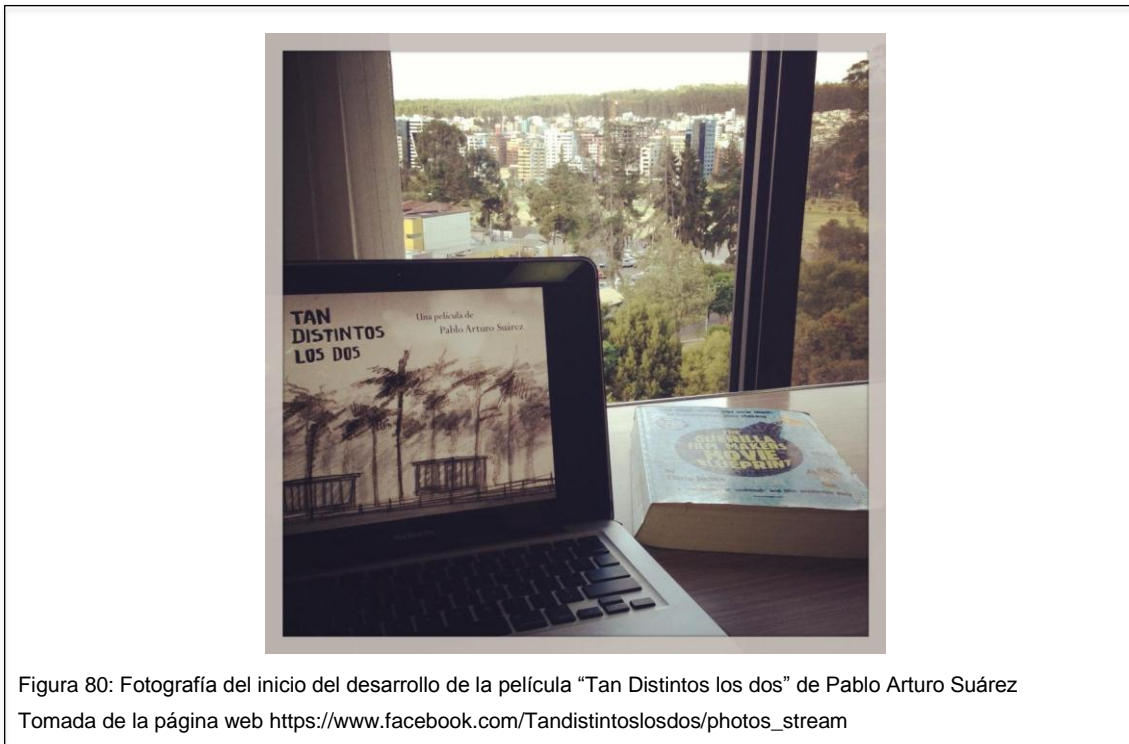 TAN
DISTINTOS
LOS DOS
Una película de
Pablo Arturo Suárez
THE
GUERILLA
FILM MAKERS
MOVIE
BLUEPRINT
Figura 80: Fotografía del inicio del desarrollo de la película “Tan Distintos los dos” de Pablo Arturo Suárez
Tomada de la página web https://www.facebook.com/Tandistintoslosdos/photos_stream